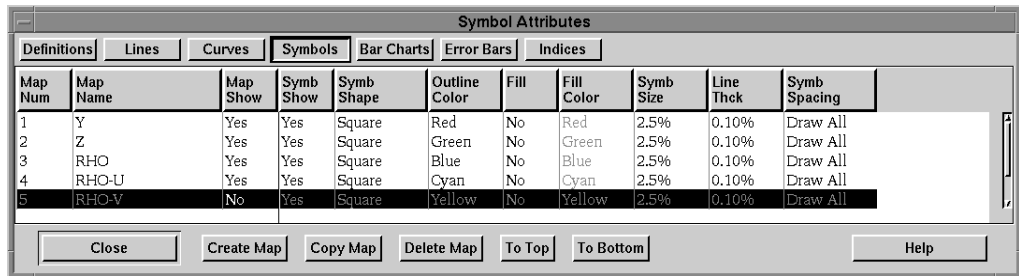 Symbol Attributes
Definitions Lines Curves Symbols Bar Charts Error Bars Indices
Map Num Map Name Map Show Symb Show Symb Shape Outline Color Fill Fill Color Symb Size Line Thck Symb Spacing
1 Y Yes Yes Square Red No Red 2.5% 0.10% Draw All
2 Z Yes Yes Square Green No Green 2.5% 0.10% Draw All
3 RHO Yes Yes Square Blue No Blue 2.5% 0.10% Draw All
4 RHO-U Yes Yes Square Cyan No Cyan 2.5% 0.10% Draw All
5 RHO-V No Yes Square Yellow No Yellow 2.5% 0.10% Draw All
Close Create Map Copy Map Delete Map To Top To Bottom Help